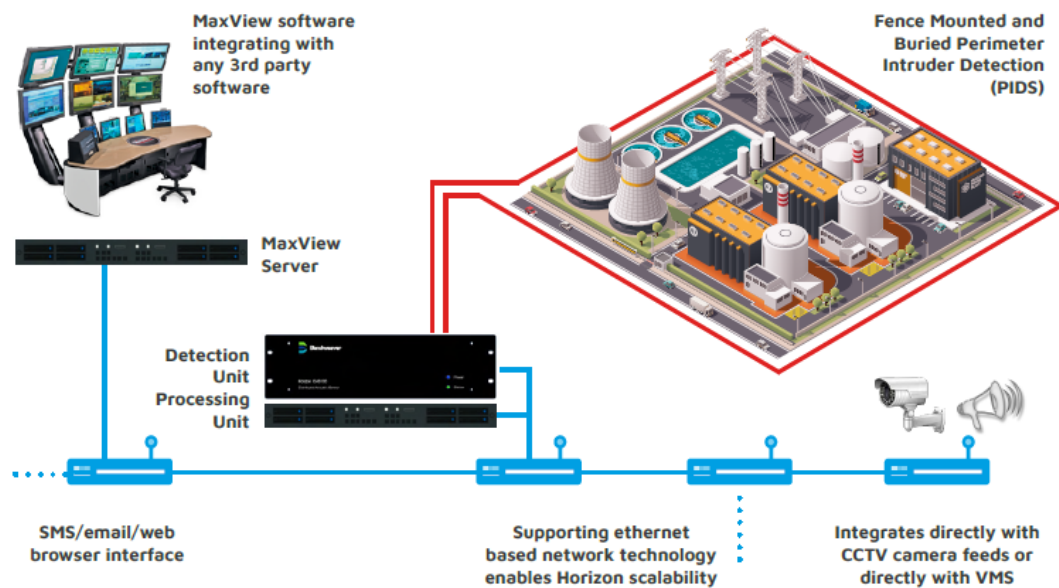 MaxView software
integrating with
any 3rd party
software
Fence Mounted and
Buried Perimeter
Intruder Detection
(PIDS)
MaxView
Server
Detection
Unit
Processing
Unit
Bandweaver
SMS/email/web
browser interface
Supporting ethernet
based network technology
enables Horizon scalability
Integrates directly with
CCTV camera feeds or
directly with VMS